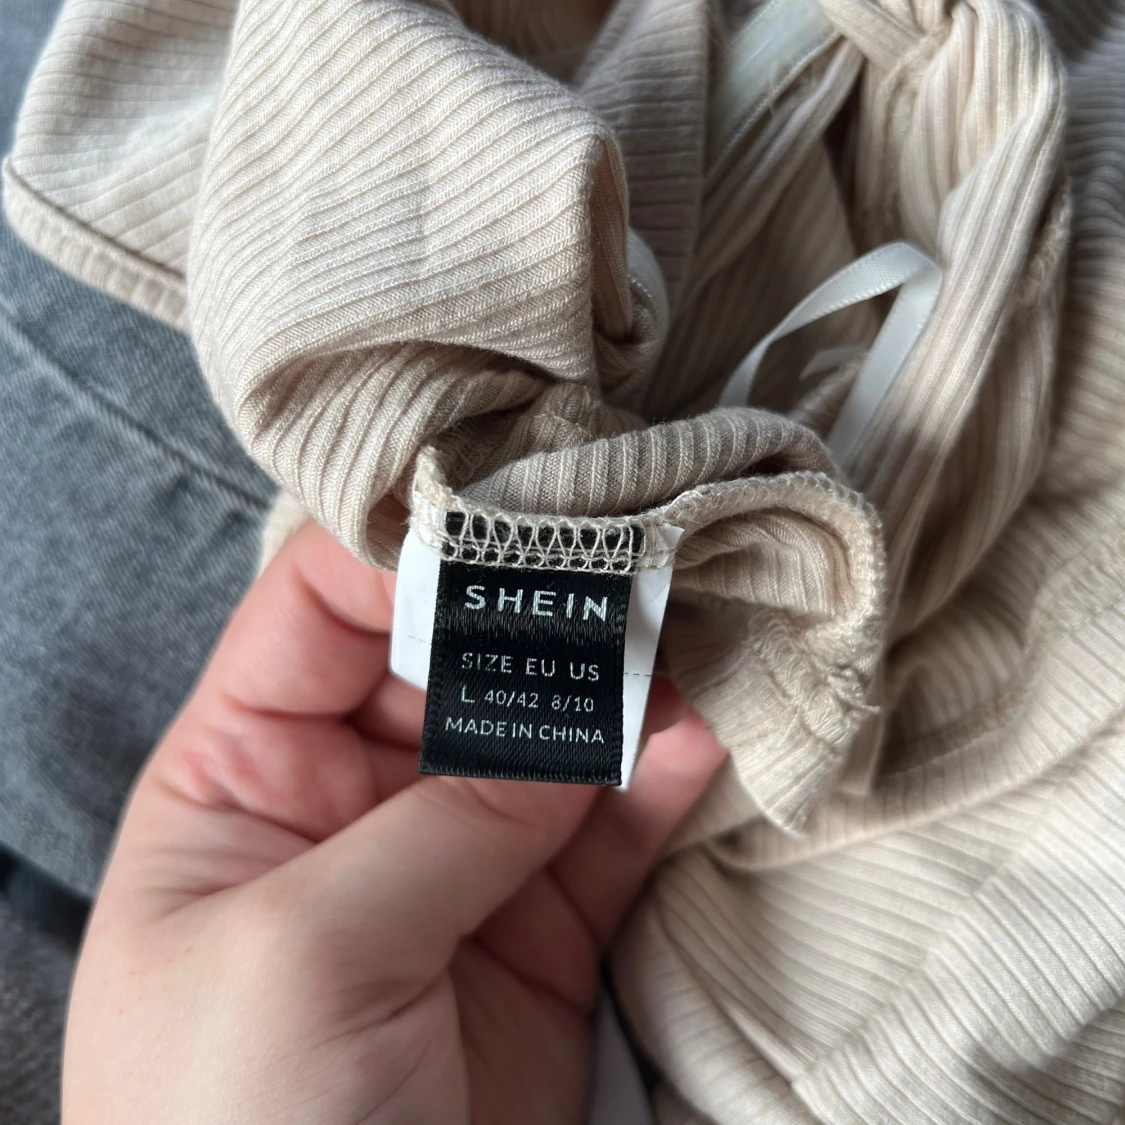 SHEIN
SIZE EU US
L 40/42 8/10
MADE IN CHINA